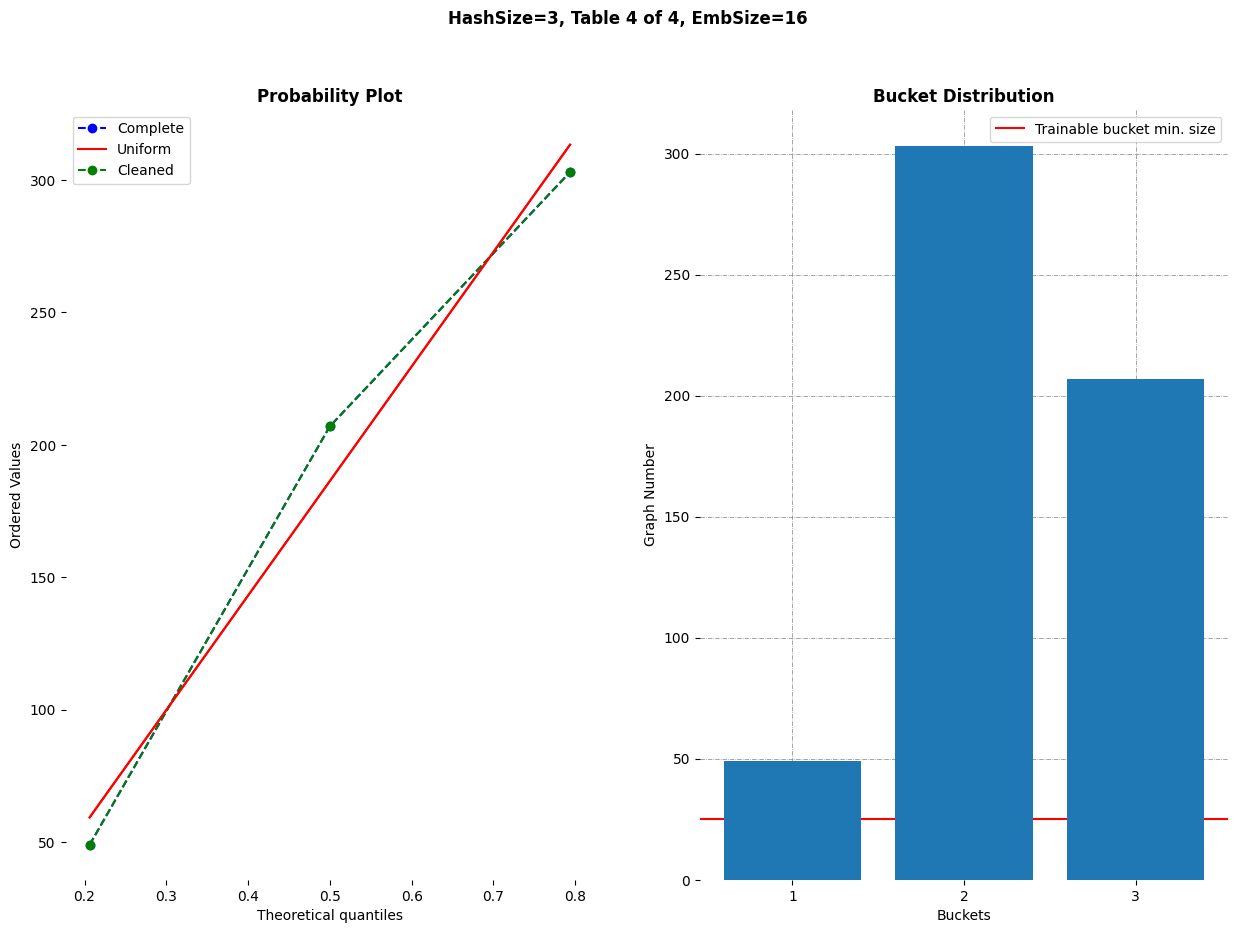 HashSize=3, Table 4 of 4, EmbSize=16
Probability Plot
Complete
Uniform
Cleaned
300
250
200
150
100
50
Ordered Values
0.2 0.3 0.4 0.5 0.6 0.7 0.8
Theoretical quantiles
Bucket Distribution
Trainable bucket min. size
300
250
200
150
100
50
0
Graph Number
1 2 3
Buckets